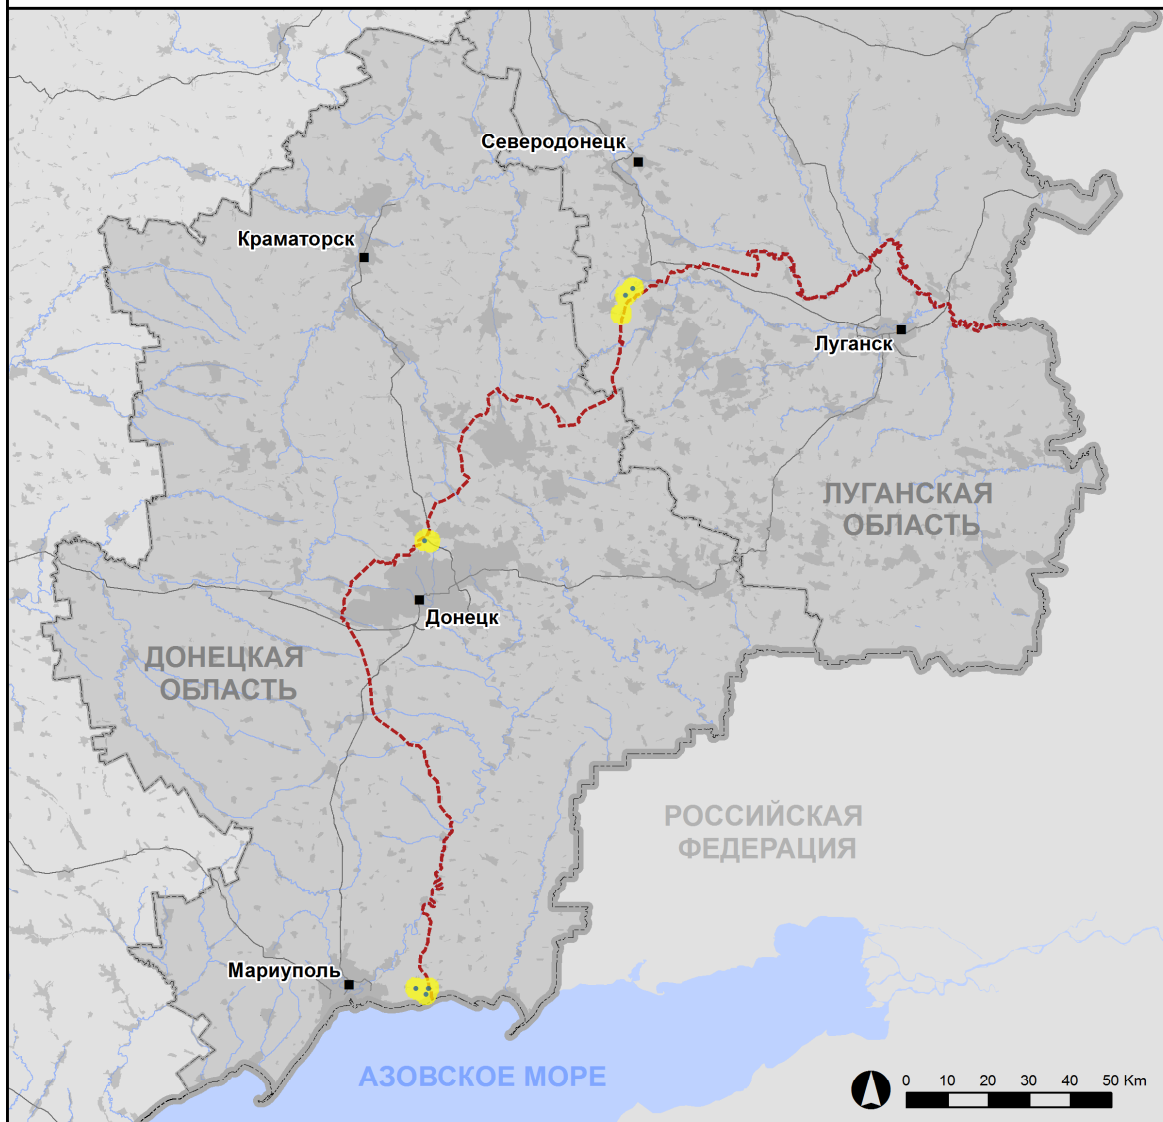 Северодонецк
Краматорск
Луганск
ЛУГАНСКАЯ
ОБЛАСТЬ
Донецк
ДОНЕЦКАЯ
ОБЛАСТЬ
РОССИЙСКАЯ
ФЕДЕРАЦИЯ
Мариуполь
АЗОВСКОЕ МОРЕ
0 10 20 30 40 50 Km